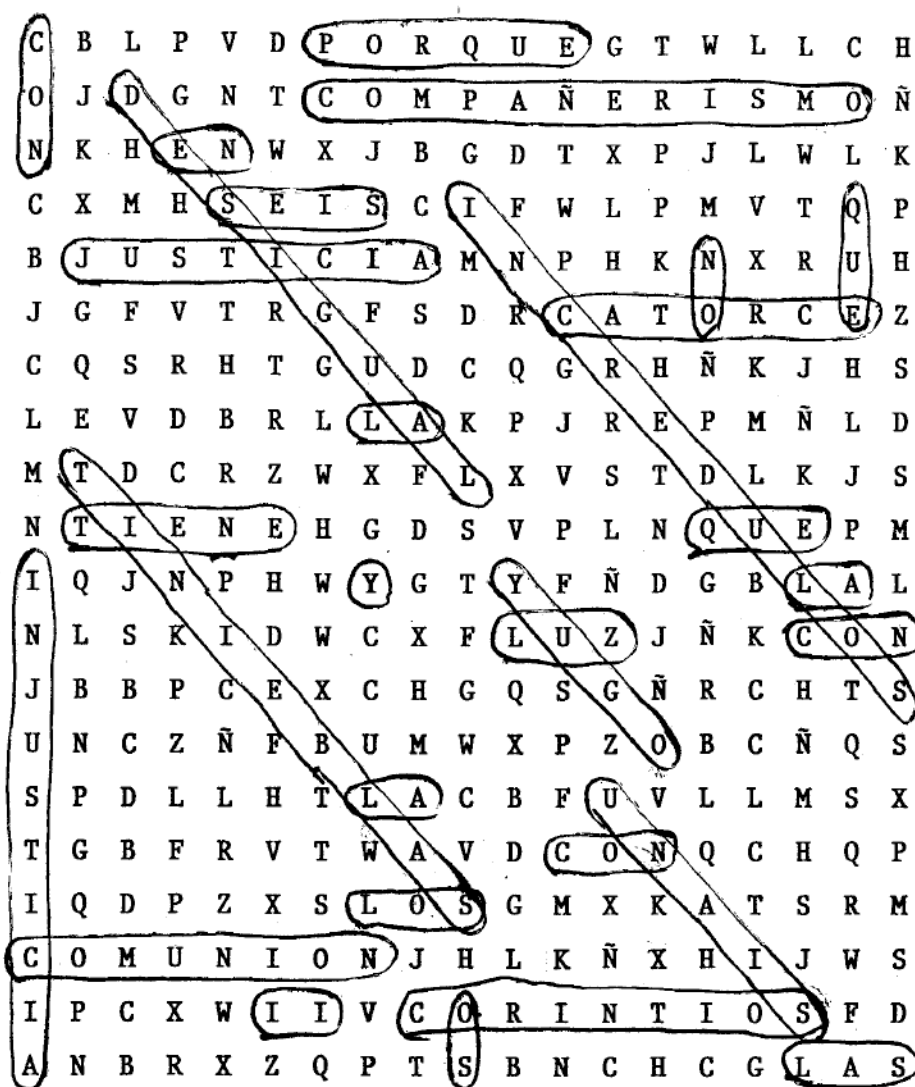 C B L P V D P O R Q U E G T W L L C H
O J D G N T C O M P A Ñ E R I S M O Ñ
N K H E N W X J B G D T X P J L W L K
C X M H S E I S C I F W L P M V T Q P
B J U S T I C I A M N P H K N X R U H
J G F V T R G F S D R C A T O R C E Z
C Q S R H T G U D C Q G R H Ñ K J H S
L E V D B R L L A K P J R E P M Ñ L D
M T D C R Z W X F L X V S T D L K J S
N T I E N E H G D S V P L N Q U E P M
I Q J N P H W Y G T Y F Ñ D G B L A L
N L S K I D W C X F L U Z J Ñ K C O N
J B B P C E X C H G Q S G Ñ R C H T S
U N C Z Ñ F B U M W X P Z O B C Ñ Q S
S P D L L H T L A C B F U V L L M S X
T G B F R V T W A V D C O N Q C H Q P
I Q D P Z X S L O S G M X K A T S R M
C O M U N I O N J H L K Ñ X H I J W S
I P C X W I I V C O R I N T I O S F D
A N B R X Z Q P T S B N C H C G L A S